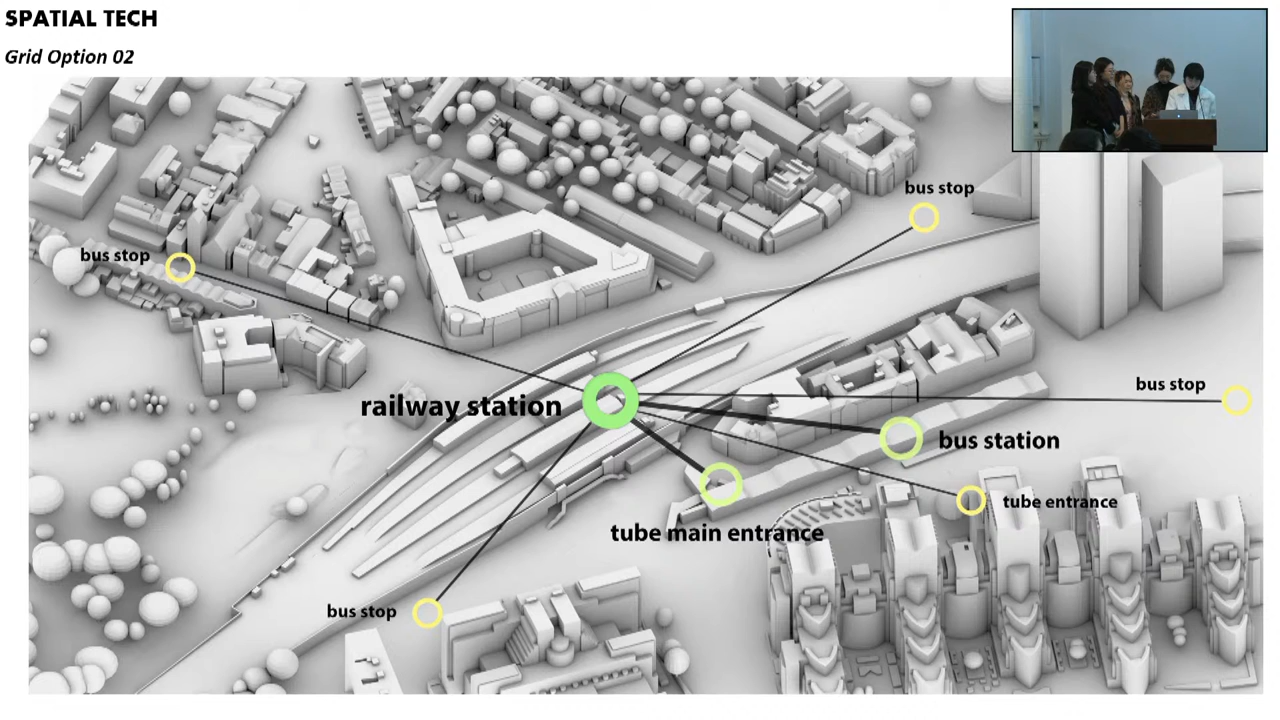 SPATIAL TECH
Grid Option 02
bus stop
bus stop
bus stop
railway station
bus station
tube entrance
tube main entrance
bus stop